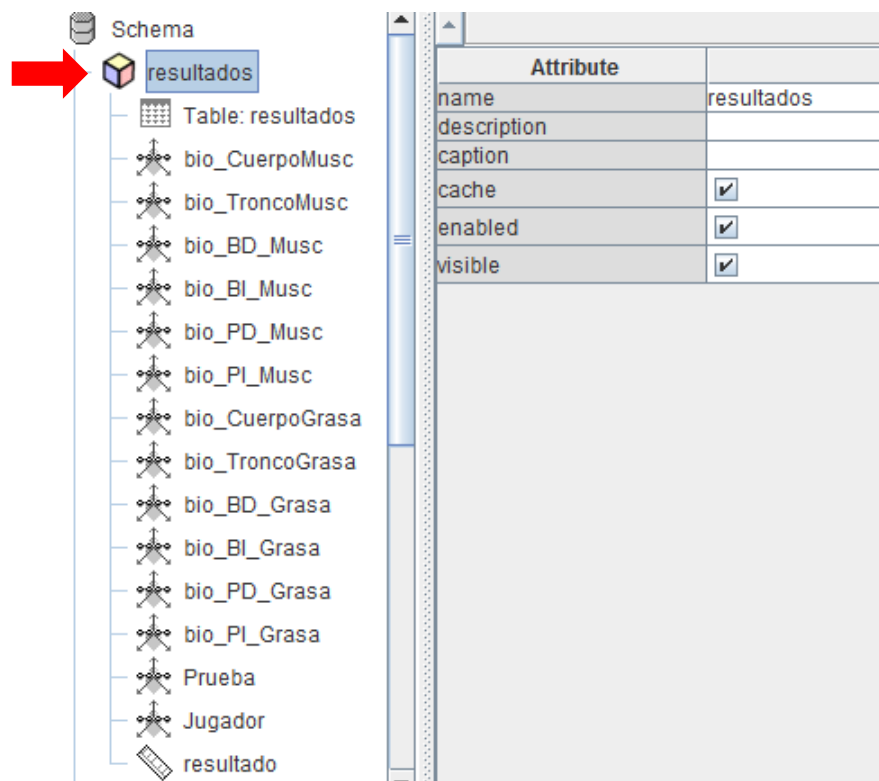 Schema
resultados
Table: resultados
bio_CuerpoMusc
bio_TroncoMusc
bio_BD_Musc
bio_BI_Musc
bio_PD_Musc
bio_PI_Musc
bio_CuerpoGrasa
bio_TroncoGrasa
bio_BD_Grasa
bio_BI_Grasa
bio_PD_Grasa
bio_PI_Grasa
Prueba
Jugador
resultado
Attribute
name resultados
description
caption
cache
enabled
visible